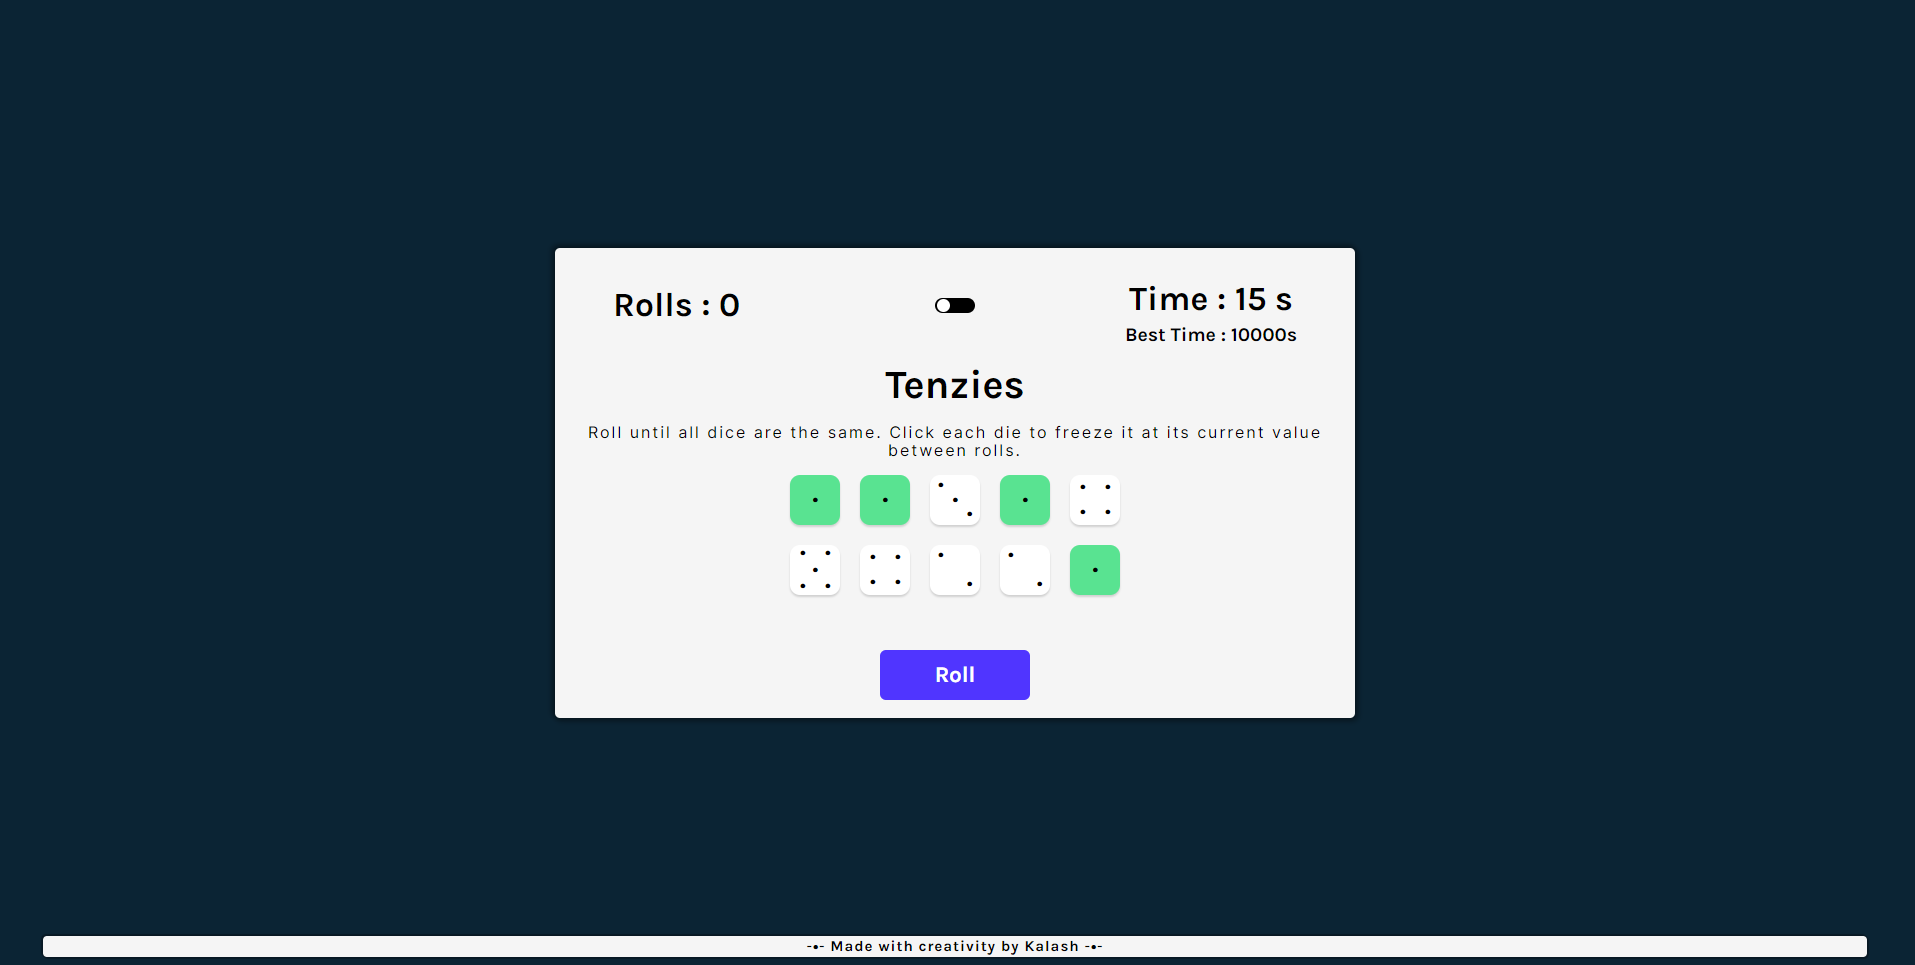 Rolls : 0
Time : 15 s
Best Time : 10000s
Tenzies
Roll until all dice are the same. Click each die to freeze it at its current value
between rolls.
Roll
-•- Made with creativity by Kalash -•-